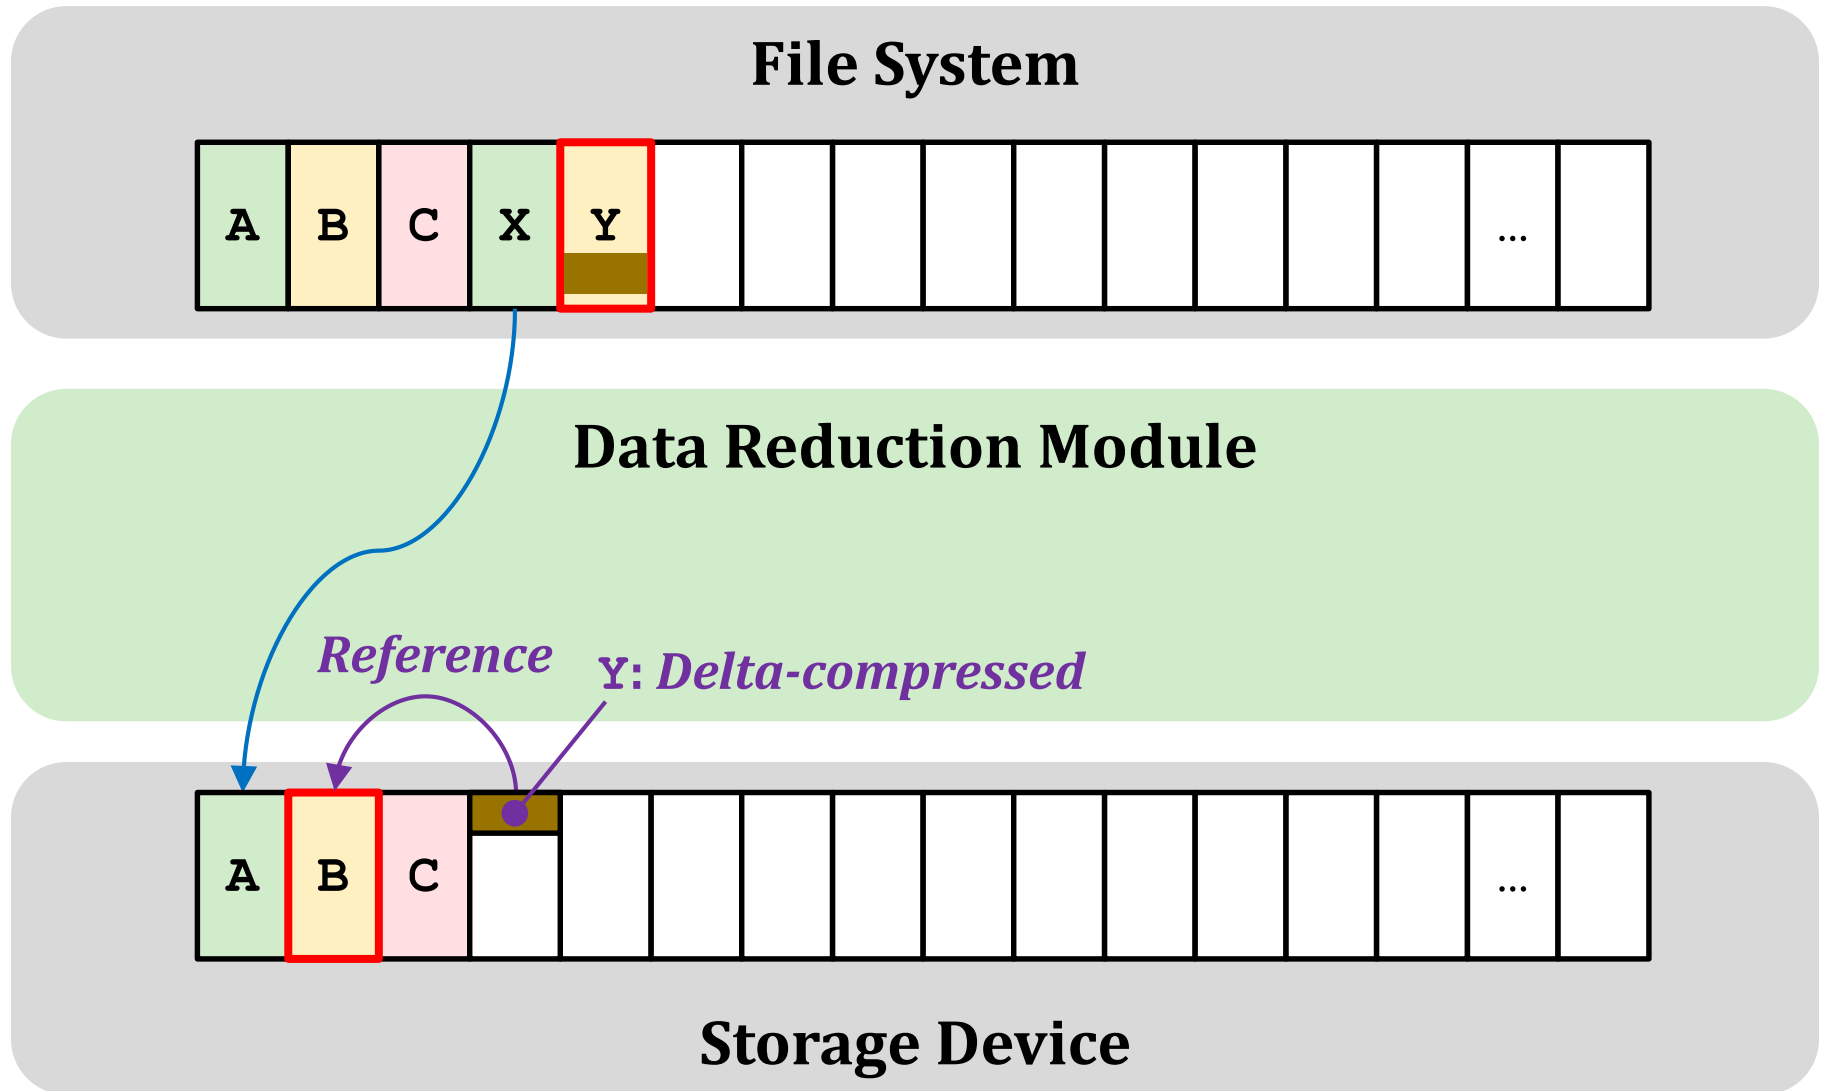 File System
A B C X Y ...
Data Reduction Module
Reference
Y: Delta-compressed
A B C ...
Storage Device